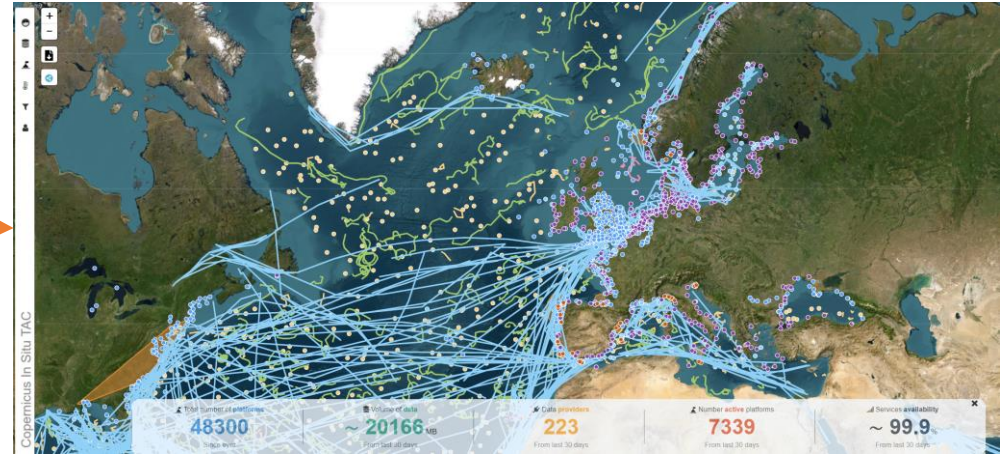 +
−
Copernicus In Situ TAC
Total number of platforms
48300
Since ever
Volume of data
~ 20166 MB
From last 30 days
Data providers
223
From last 30 days
Number active platforms
7339
From last 30 days
Services availability
~ 99.9
From last 30 days
×